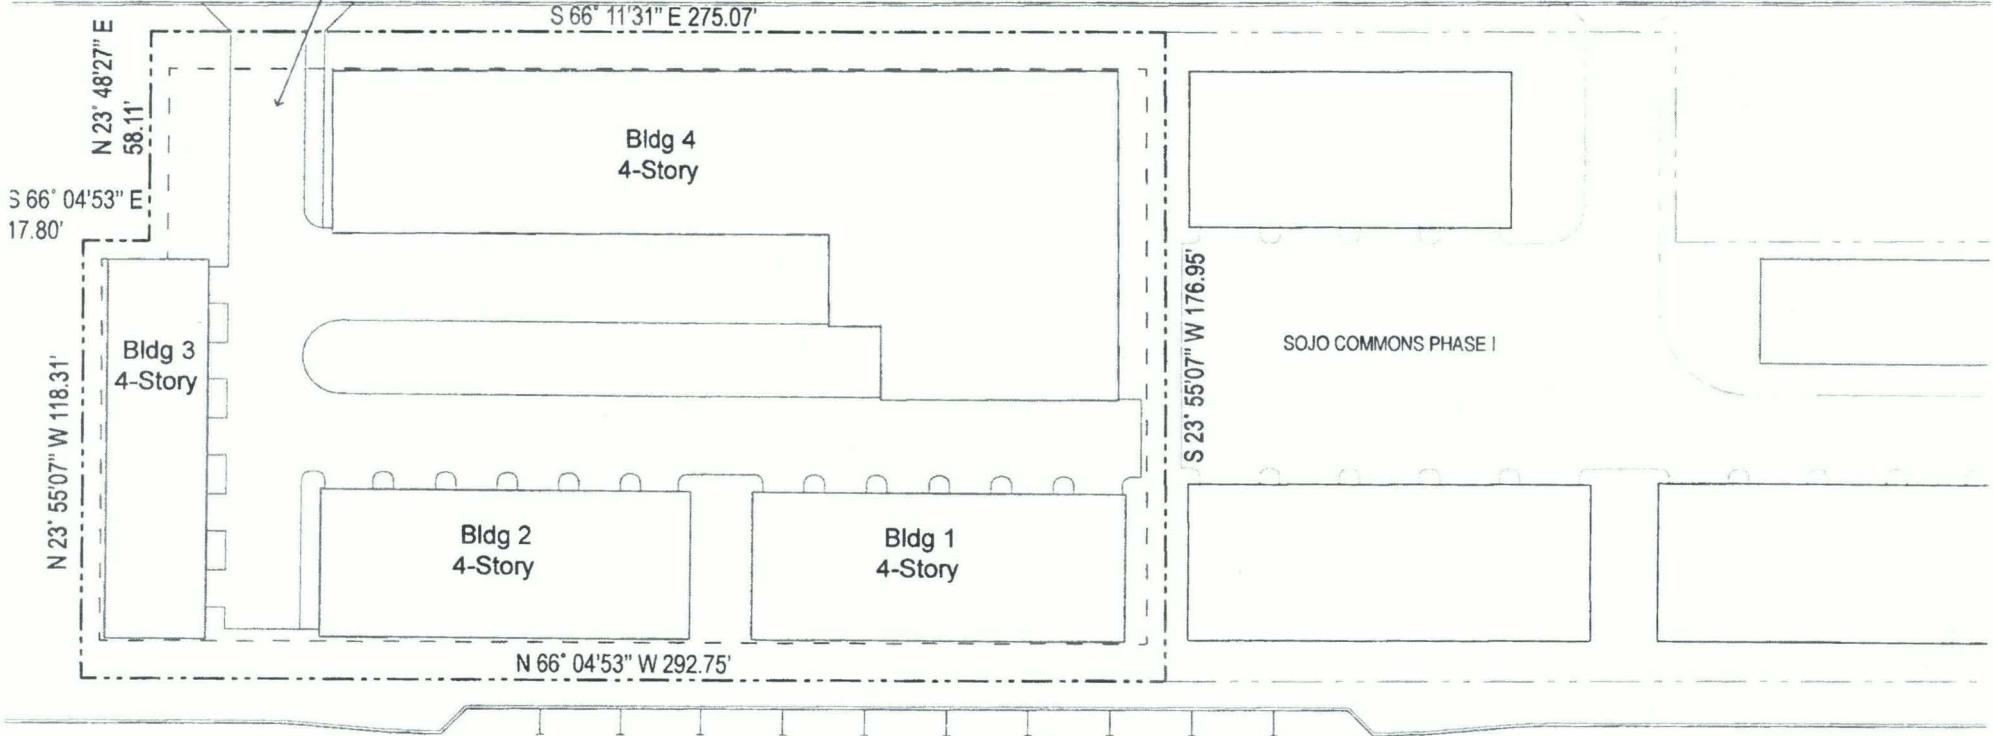 S 66° 11'31" E 275.07'
N 23° 48'27" E
58.11'
Bldg 4
4-Story
S 66° 04'53" E
17.80'
S 23° 55'07" W 176.95'
SOJO COMMONS PHASE I
Bldg 3
4-Story
N 23° 55'07" W 118.31'
Bldg 2
4-Story
Bldg 1
4-Story
N 66° 04'53" W 292.75'